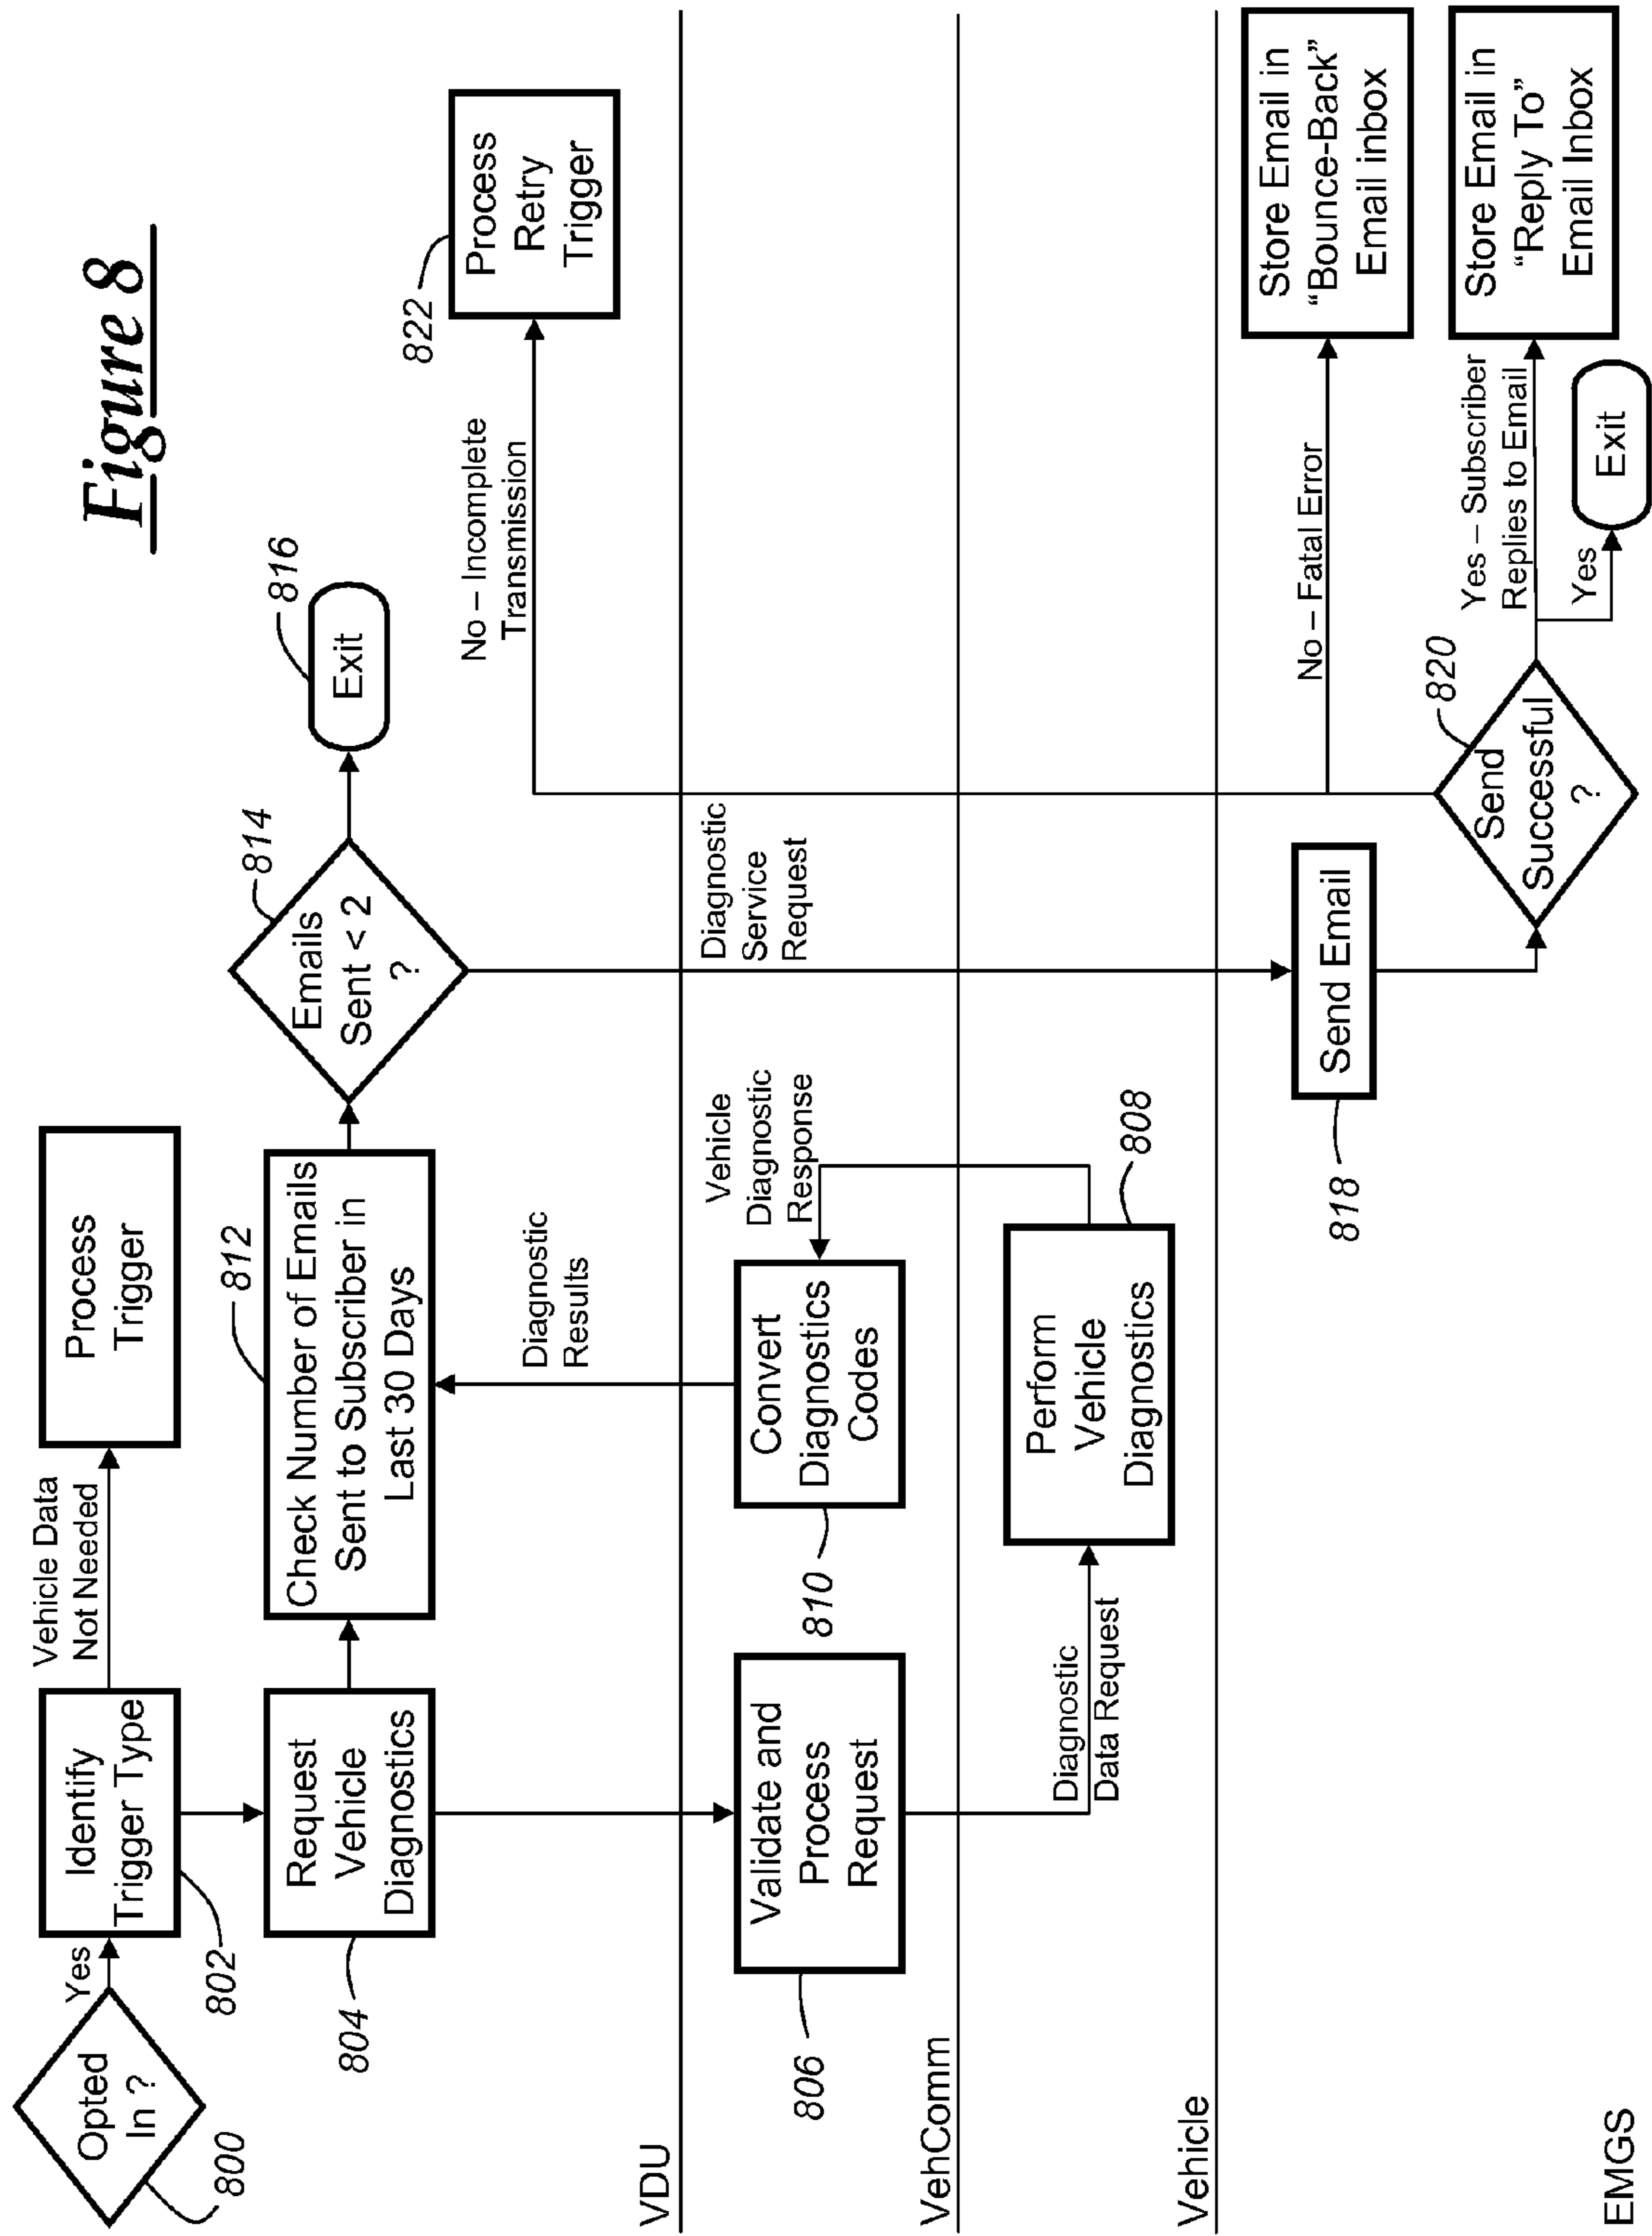 Figure 8
Opted
In ?
800
Yes
Identify
Trigger Type
802
Vehicle Data
Not Needed
Process
Trigger
Request
Vehicle
Diagnostics
804
Check Number of Emails
Sent to Subscriber in
Last 30 Days
812
Emails
Sent < 2
?
814
Exit
816
No – Incomplete
Transmission
Process
Retry
Trigger
822
Diagnostic
Results
VDU
Validate and
Process
Request
806
Convert
Diagnostics
Codes
810
Vehicle
Diagnostic
Response
Diagnostic
Service
Request
VehComm
Diagnostic
Data Request
Perform
Vehicle
Diagnostics
808
Vehicle
Send Email
818
Send
Successful
?
820
No – Fatal Error
Store Email in
“Bounce-Back”
Email inbox
Yes – Subscriber
Replies to Email
Store Email in
“Reply To”
Email Inbox
Yes
Exit
EMGS